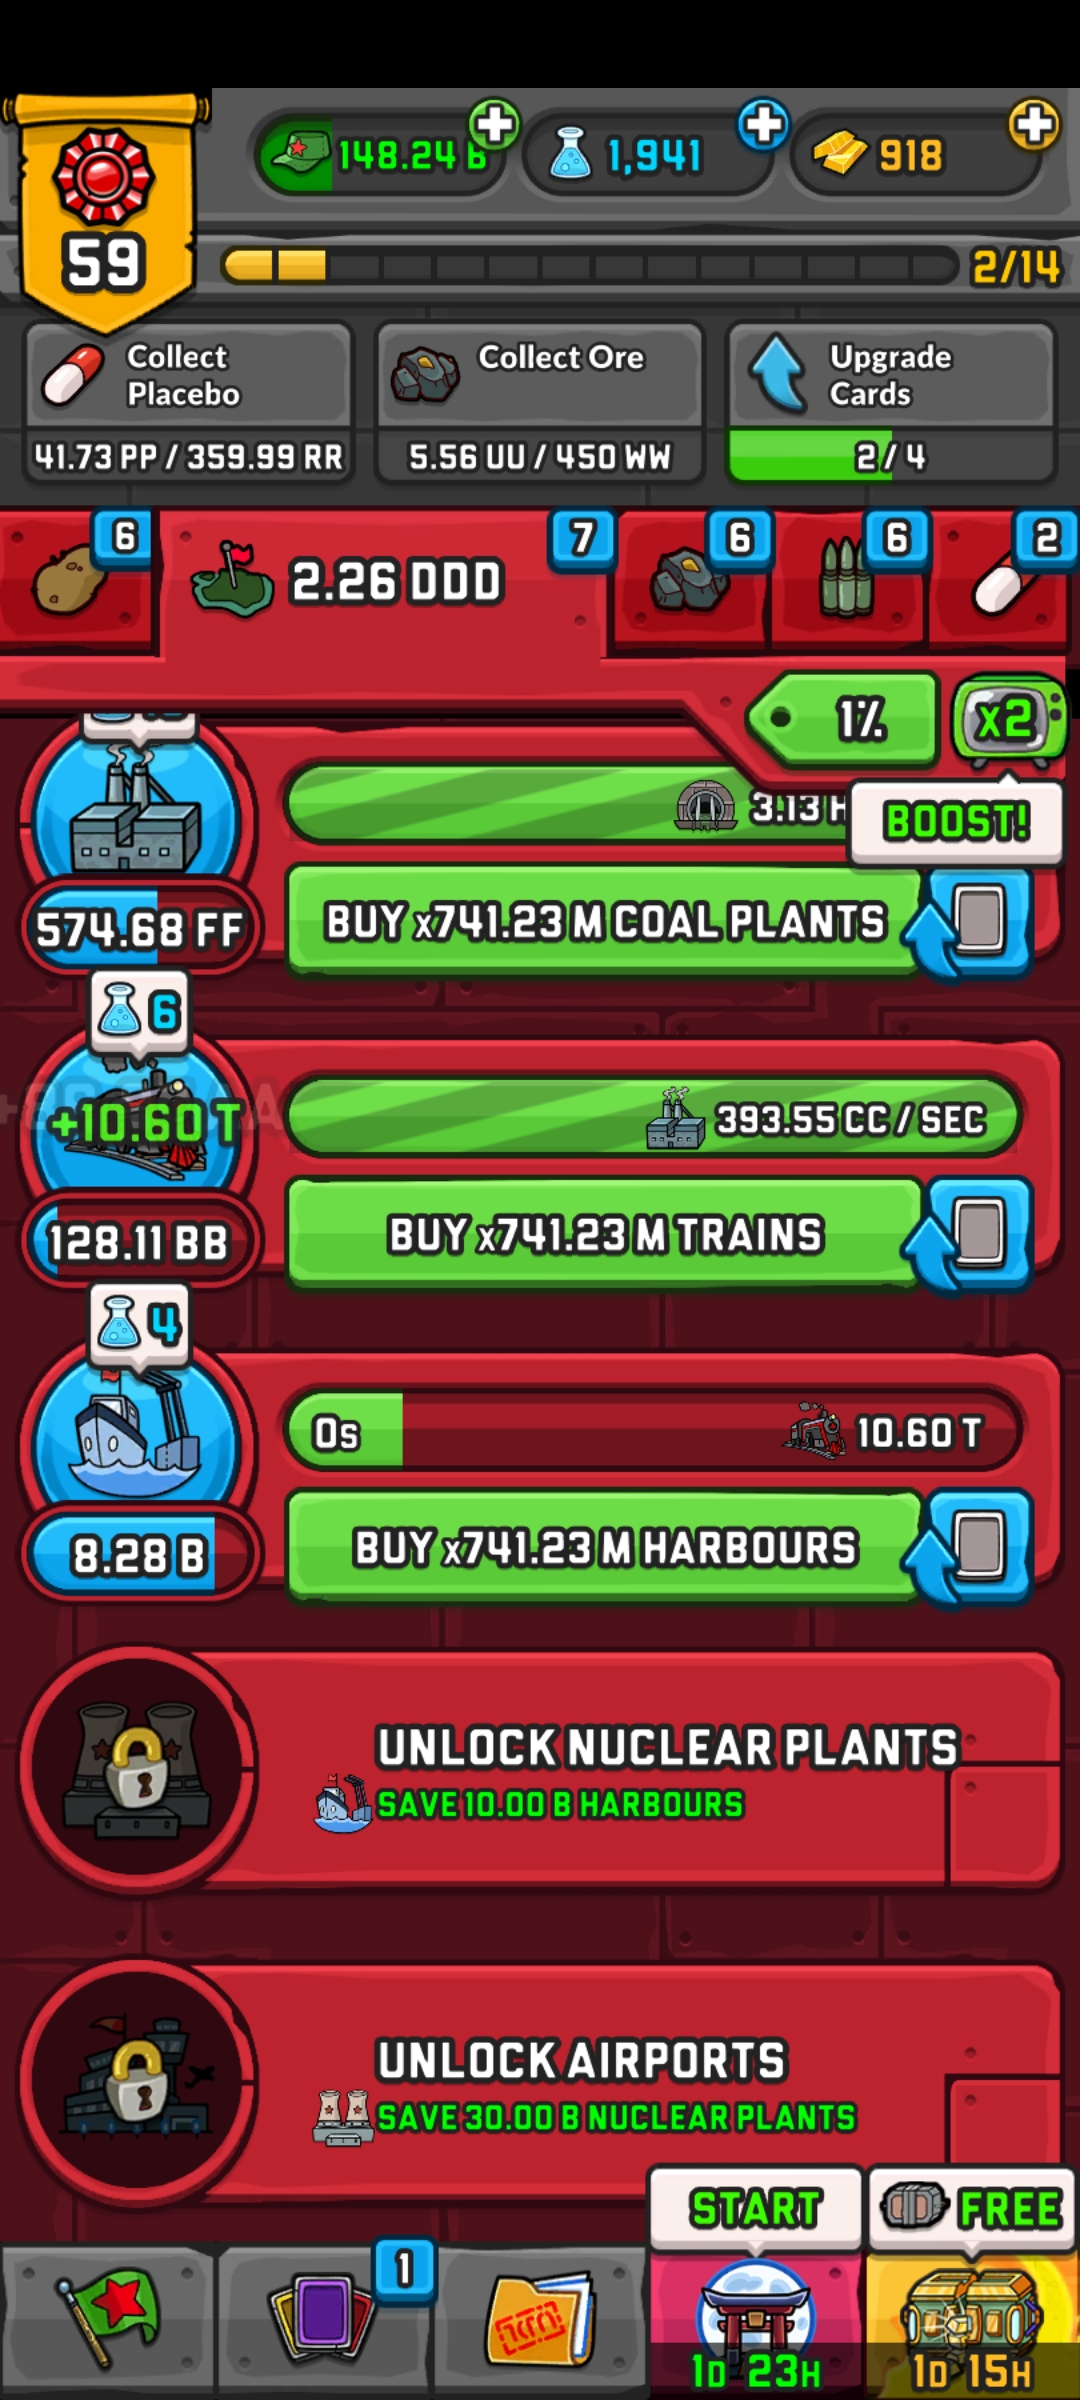 148.24 B
1,941
918
59
2/14
Collect
Placebo
41.73 PP / 359.99 RR
Collect Ore
5.56 UU / 450 WW
Upgrade
Cards
2 / 4
6
2.26 DDD
7
6
6
2
1%
x2
BOOST!
3.13 H
574.68 FF
BUY x741.23 M COAL PLANTS
6
+10.60 T
393.55 CC / SEC
128.11 BB
BUY x741.23 M TRAINS
4
0s
10.60 T
8.28 B
BUY x741.23 M HARBOURS
UNLOCK NUCLEAR PLANTS
SAVE 10.00 B HARBOURS
UNLOCK AIRPORTS
SAVE 30.00 B NUCLEAR PLANTS
START
FREE
1
1D 23H
1D 15H